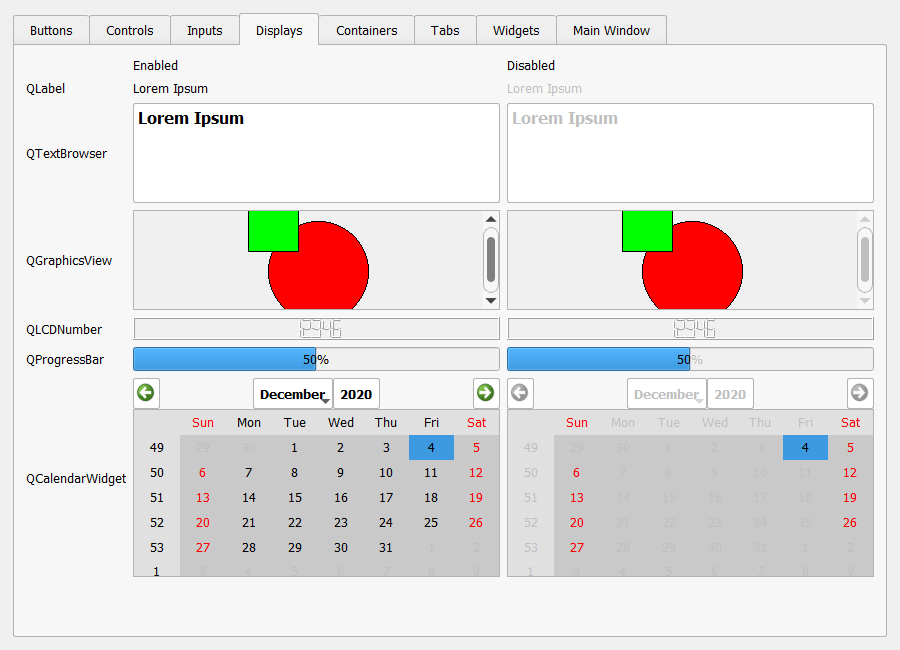 Buttons Controls Inputs Displays Containers Tabs Widgets Main Window
Enabled Disabled
QLabel Lorem Ipsum Lorem Ipsum
Lorem Ipsum Lorem Ipsum
QTextBrowser
QGraphicsView
QLCDNumber
QProgressBar 50% 50%
December 2020 December 2020
Sun Mon Tue Wed Thu Fri Sat Sun Mon Tue Wed Thu Fri Sat
49 29 30 1 2 3 4 5 49 29 30 1 2 3 4 5
50 6 7 8 9 10 11 12 50 6 7 8 9 10 11 12
QCalendarWidget
51 13 14 15 16 17 18 19 51 13 14 15 16 17 18 19
52 20 21 22 23 24 25 26 52 20 21 22 23 24 25 26
53 27 28 29 30 31 1 2 53 27 28 29 30 31 1 2
1 3 4 5 6 7 8 9 1 3 4 5 6 7 8 9